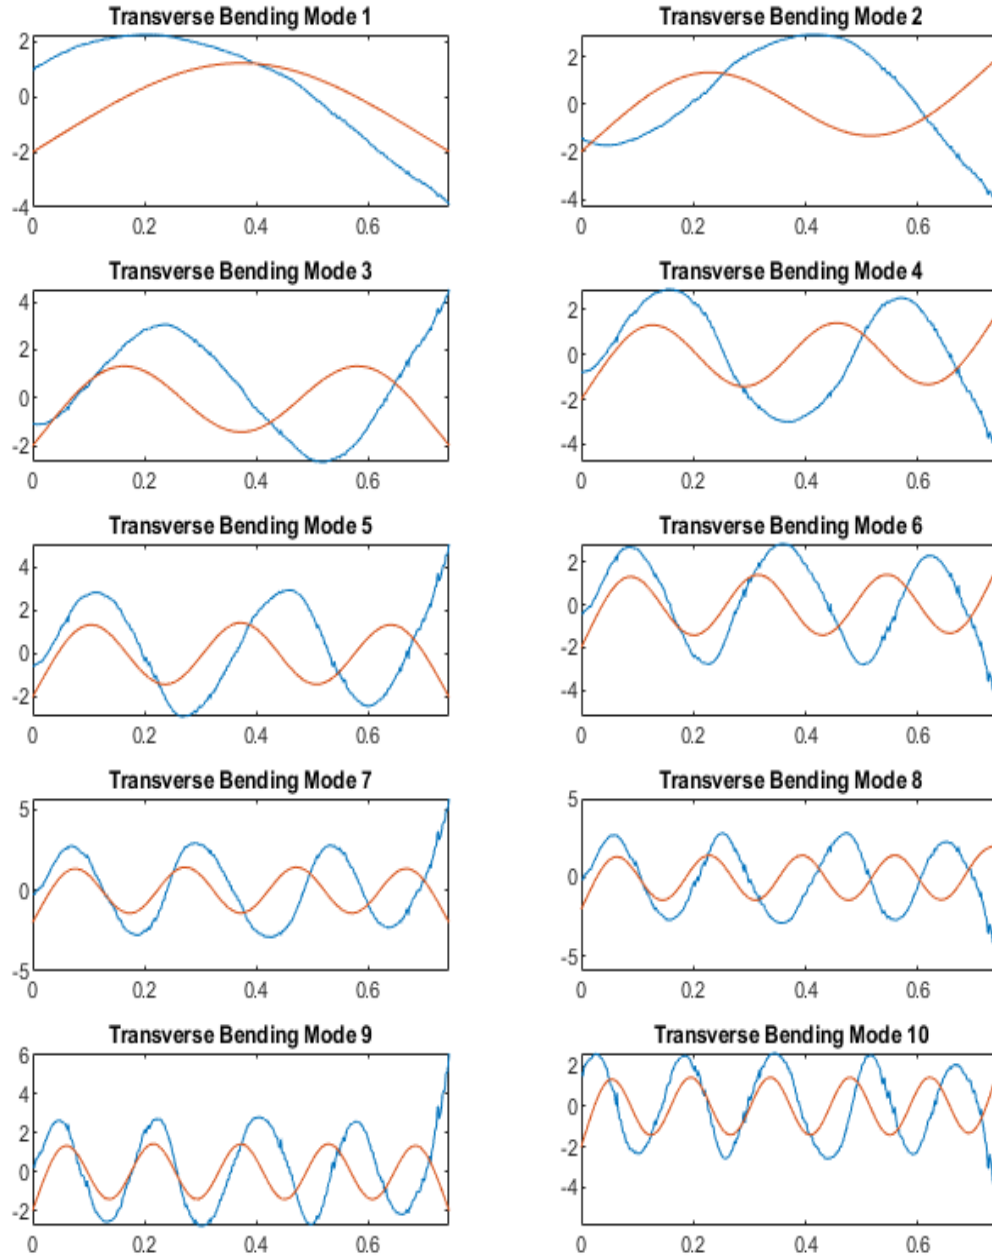 Transverse Bending Mode 1
2
0
-2
-4
0 0.2 0.4 0.6
Transverse Bending Mode 2
2
0
-2
-4
0 0.2 0.4 0.6
Transverse Bending Mode 3
4
2
0
-2
0 0.2 0.4 0.6
Transverse Bending Mode 4
2
0
-2
-4
0 0.2 0.4 0.6
Transverse Bending Mode 5
4
2
0
-2
0 0.2 0.4 0.6
Transverse Bending Mode 6
2
0
-2
-4
0 0.2 0.4 0.6
Transverse Bending Mode 7
5
0
-5
0 0.2 0.4 0.6
Transverse Bending Mode 8
5
0
-5
0 0.2 0.4 0.6
Transverse Bending Mode 9
6
4
2
0
-2
0 0.2 0.4 0.6
Transverse Bending Mode 10
2
0
-2
-4
0 0.2 0.4 0.6